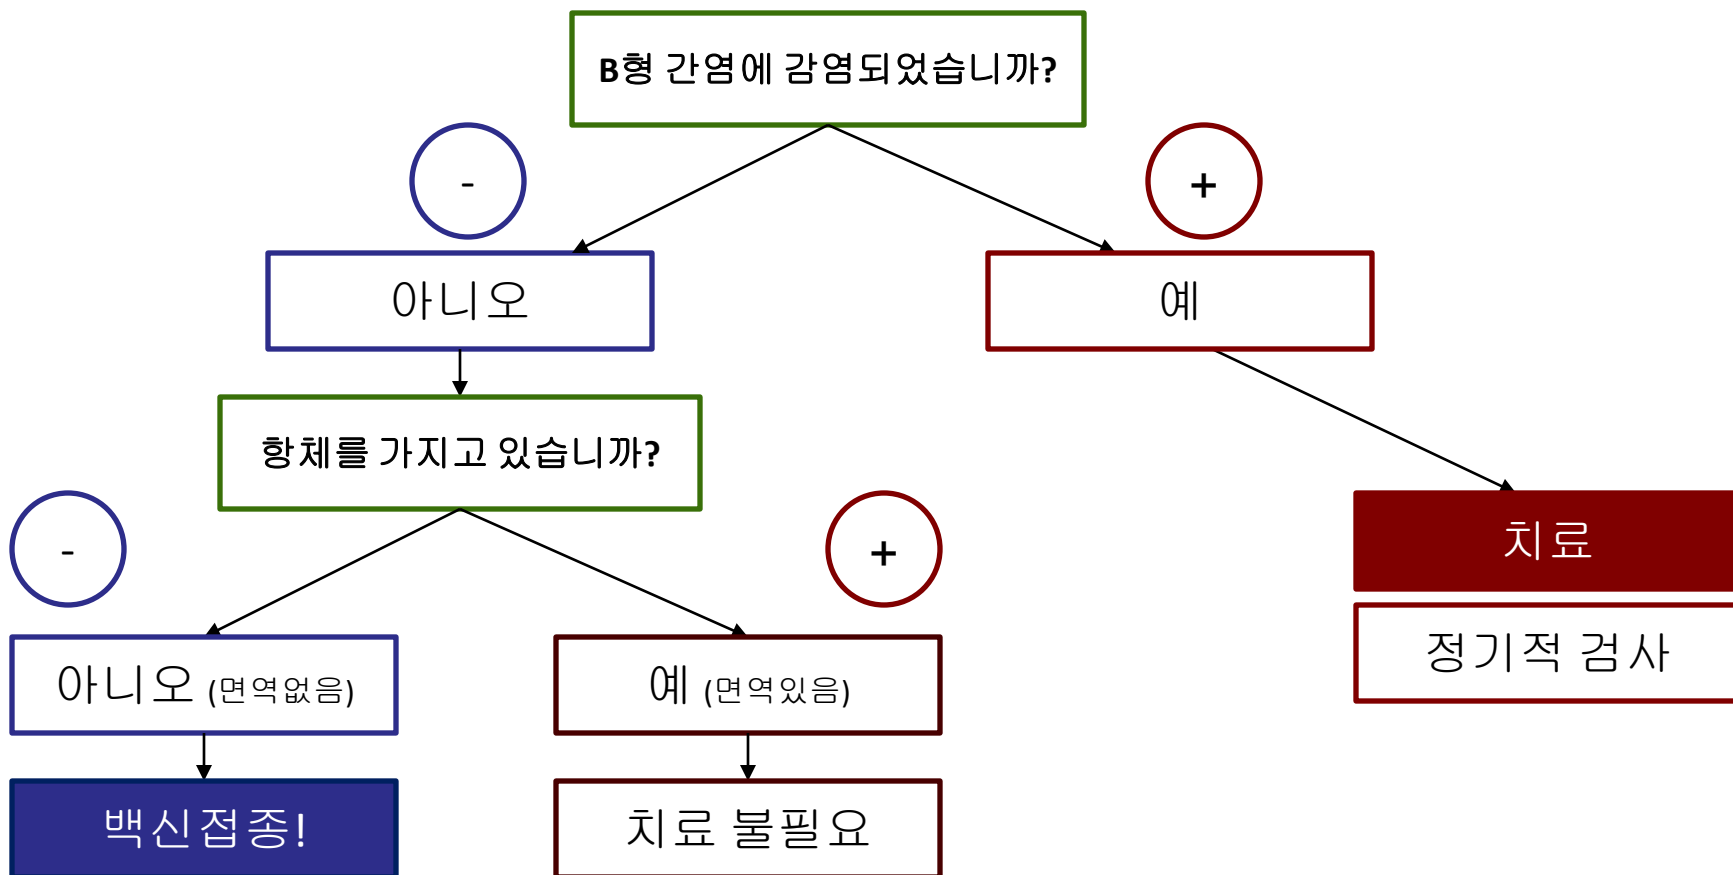 B형 간염에 감염되었습니까?
-
+
아니오
예
항체를 가지고 있습니까?
-
+
치료
정기적 검사
아니오 (면역없음)
예 (면역있음)
백신접종!
치료 불필요